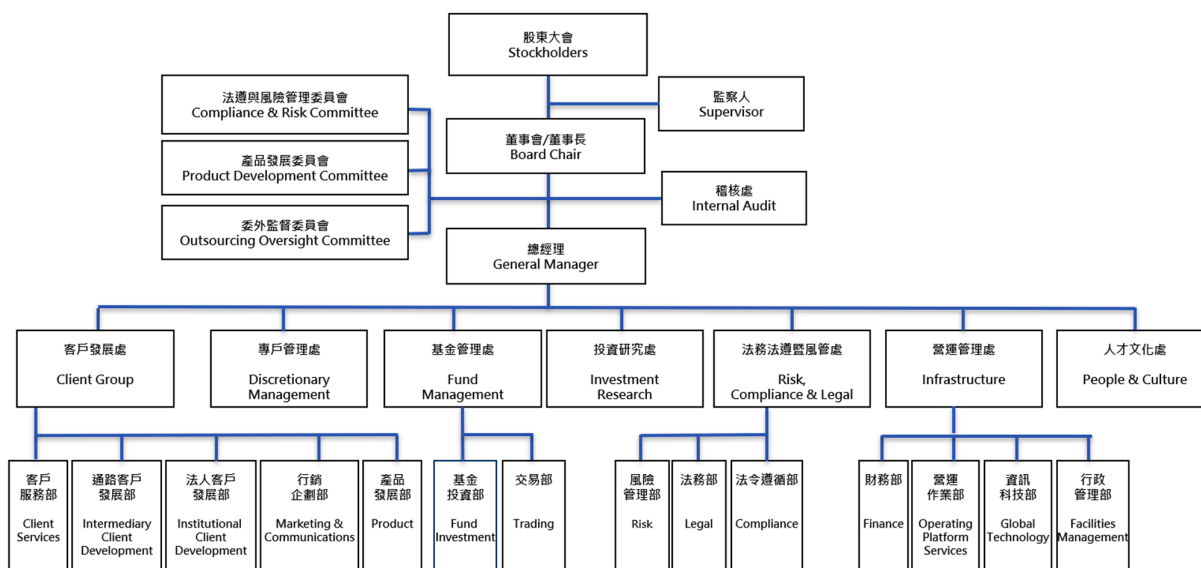 股東大會
Stockholders
法遵與風險管理委員會
Compliance & Risk Committee
監察人
Supervisor
董事會/董事長
Board Chair
產品發展委員會
Product Development Committee
稽核處
Internal Audit
委外監督委員會
Outsourcing Oversight Committee
總經理
General Manager
客戶發展處
Client Group
專戶管理處
Discretionary
Management
基金管理處
Fund
Management
投資研究處
Investment
Research
法務法遵暨風管處
Risk,
Compliance & Legal
營運管理處
Infrastructure
人才文化處
People & Culture
客戶
服務部
Client
Services
通路客戶
發展部
Intermediary
Client
Development
法人客戶
發展部
Institutional
Client
Development
行銷
企劃部
Marketing &
Communications
產品
發展部
Product
基金
投資部
Fund
Investment
交易部
Trading
風險
管理部
Risk
法務部
Legal
法令遵循部
Compliance
財務部
Finance
營運
作業部
Operating
Platform
Services
資訊
科技部
Global
Technology
行政
管理部
Facilities
Management